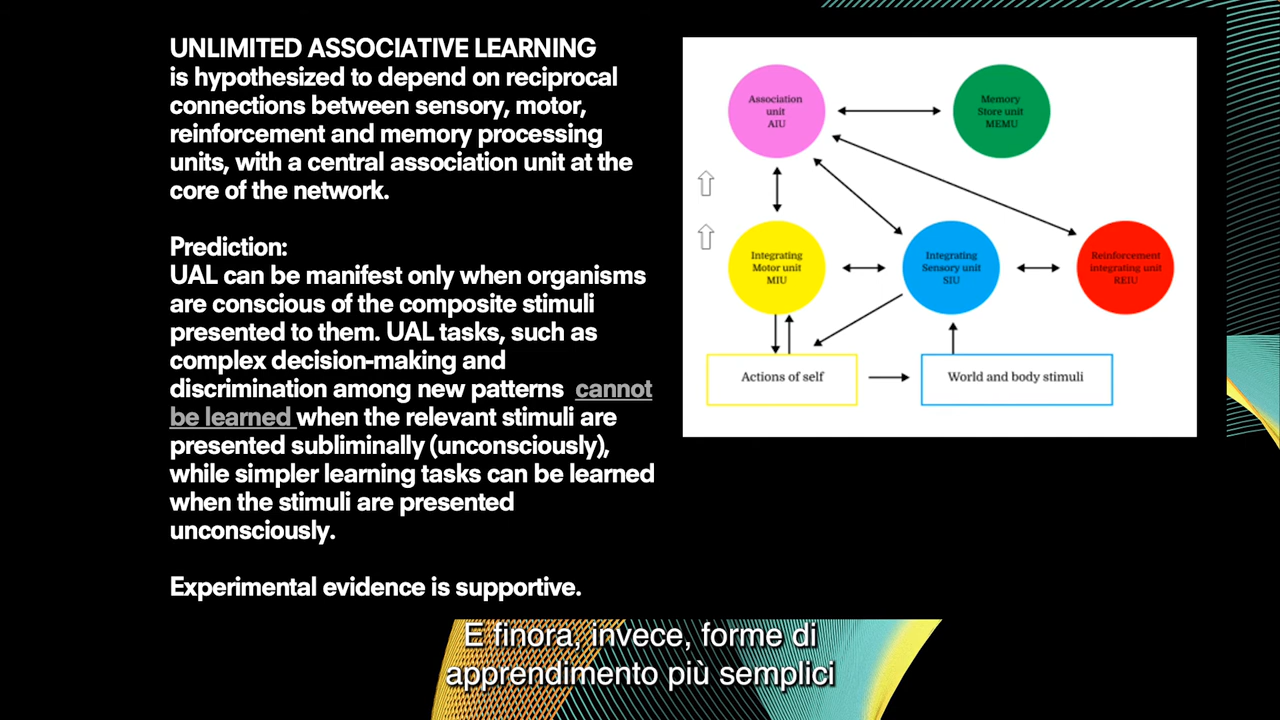 UNLIMITED ASSOCIATIVE LEARNING
is hypothesized to depend on reciprocal
connections between sensory, motor,
reinforcement and memory processing
units, with a central association unit at the
core of the network.
Prediction:
UAL can be manifest only when organisms
are conscious of the composite stimuli
presented to them. UAL tasks, such as
complex decision-making and
discrimination among new patterns cannot
be learned when the relevant stimuli are
presented subliminally (unconsciously),
while simpler learning tasks can be learned
when the stimuli are presented
unconsciously.
Experimental evidence is supportive.
Association
unit
AIU
Memory
Store unit
MEMU
Integrating
Motor unit
MIU
Integrating
Sensory unit
SIU
Reinforcement
integrating unit
REIU
Actions of self
World and body stimuli
E finora, invece, forme di
apprendimento più semplici